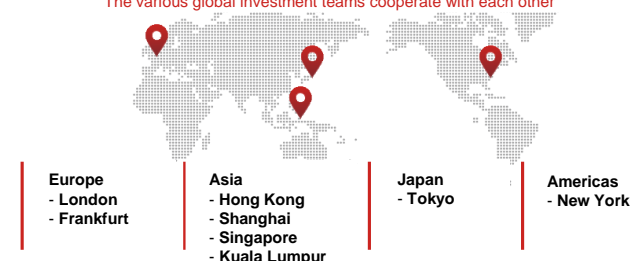 The various global investment teams cooperate with each other
Europe
- London
- Frankfurt
Asia
- Hong Kong
- Shanghai
- Singapore
- Kuala Lumpur
Japan
- Tokyo
Americas
- New York